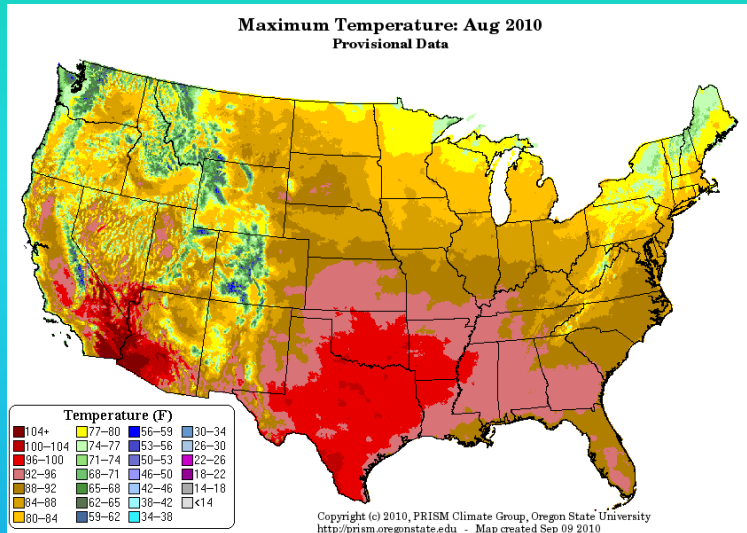 Maximum Temperature: Aug 2010
Provisional Data
Temperature (F)
104+ 77–80 56–59 30–34
100–104 74–77 53–56 26–30
96–100 71–74 50–53 22–26
92–96 68–71 46–50 18–22
88–92 65–68 42–46 14–18
84–88 62–65 38–42 <14
80–84 59–62 34–38
Copyright (c) 2010, PRISM Climate Group, Oregon State University
http://prism.oregonstate.edu - Map created Sep 09 2010